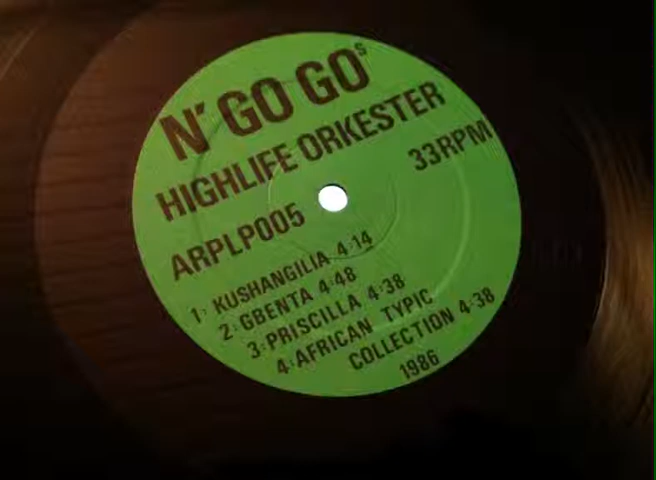 N'GO GOs
HIGHLIFE ORKESTER
33RPM
ARPLP005
1: KUSHANGILIA 4:14
2: GBENTA 4:48
3: PRISCILLA 4:38
4: AFRICAN TYPIC
COLLECTION 4:38
1986